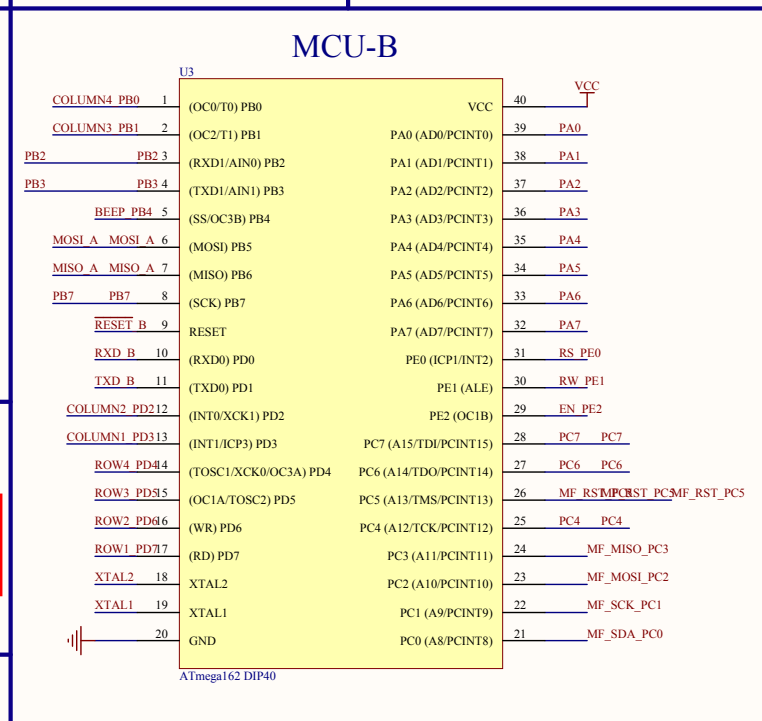 MCU-B
U3
COLUMN4_PB0 1 (OC0/T0) PB0 VCC 40 VCC
COLUMN3_PB1 2 (OC2/T1) PB1 PA0 (AD0/PCINT0) 39 PA0
PB2 PB2 3 (RXD1/AIN0) PB2 PA1 (AD1/PCINT1) 38 PA1
PB3 PB3 4 (TXD1/AIN1) PB3 PA2 (AD2/PCINT2) 37 PA2
BEEP_PB4 5 (SS/OC3B) PB4 PA3 (AD3/PCINT3) 36 PA3
MOSI_A MOSI_A 6 (MOSI) PB5 PA4 (AD4/PCINT4) 35 PA4
MISO_A MISO_A 7 (MISO) PB6 PA5 (AD5/PCINT5) 34 PA5
PB7 PB7 8 (SCK) PB7 PA6 (AD6/PCINT6) 33 PA6
RESET_B 9 RESET PA7 (AD7/PCINT7) 32 PA7
RXD_B 10 (RXD0) PD0 PE0 (ICP1/INT2) 31 RS_PE0
TXD_B 11 (TXD0) PD1 PE1 (ALE) 30 RW_PE1
COLUMN2_PD2 12 (INT0/XCK1) PD2 PE2 (OC1B) 29 EN_PE2
COLUMN1_PD3 13 (INT1/ICP3) PD3 PC7 (A15/TDI/PCINT15) 28 PC7 PC7
ROW4_PD4 14 (TOSC1/XCK0/OC3A) PD4 PC6 (A14/TDO/PCINT14) 27 PC6 PC6
ROW3_PD5 15 (OC1A/TOSC2) PD5 PC5 (A13/TMS/PCINT13) 26 MF_RST_PC5
ROW2_PD6 16 (WR) PD6 PC4 (A12/TCK/PCINT12) 25 PC4 PC4
ROW1_PD7 17 (RD) PD7 PC3 (A11/PCINT11) 24 MF_MISO_PC3
XTAL2 18 XTAL2 PC2 (A10/PCINT10) 23 MF_MOSI_PC2
XTAL1 19 XTAL1 PC1 (A9/PCINT9) 22 MF_SCK_PC1
20 GND PC0 (A8/PCINT8) 21 MF_SDA_PC0
ATmega162 DIP40